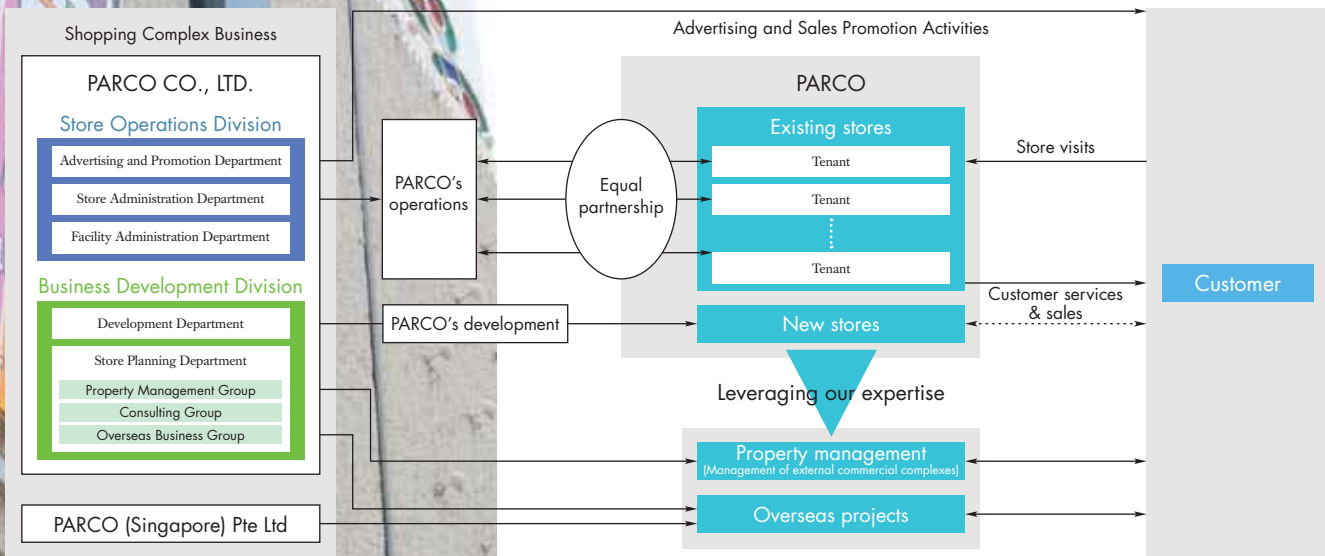 Shopping Complex Business
PARCO CO., LTD.
Store Operations Division
Advertising and Promotion Department
Store Administration Department
Facility Administration Department
Business Development Division
Development Department
Store Planning Department
Property Management Group
Consulting Group
Overseas Business Group
PARCO (Singapore) Pte Ltd
PARCO's
operations
PARCO's development
Equal
partnership
Advertising and Sales Promotion Activities
PARCO
Existing stores
Tenant
Tenant
Tenant
New stores
Leveraging our expertise
Property management
(Management of external commercial complexes)
Overseas projects
Store visits
Customer services
& sales
Customer